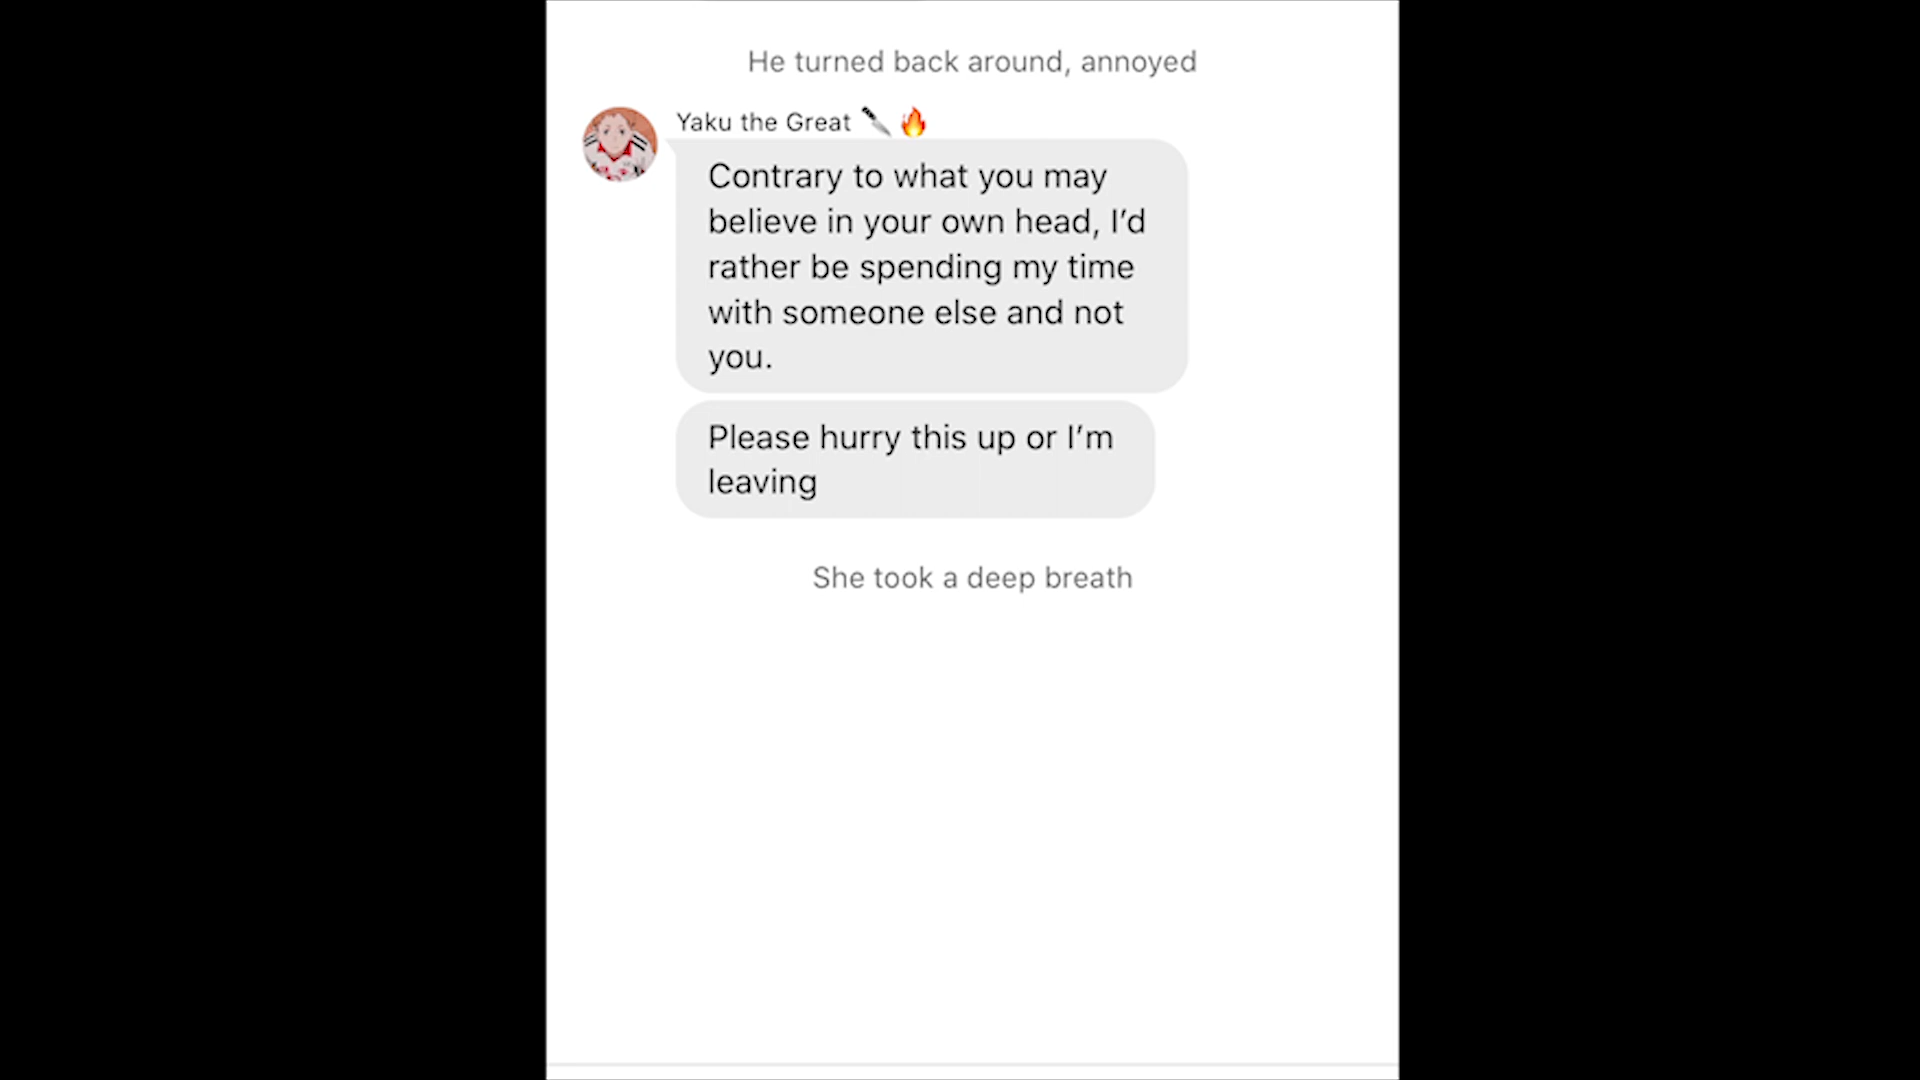 He turned back around, annoyed
Yaku the Great 🔪 🔥
Contrary to what you may
believe in your own head, I’d
rather be spending my time
with someone else and not
you.
Please hurry this up or I’m
leaving
She took a deep breath